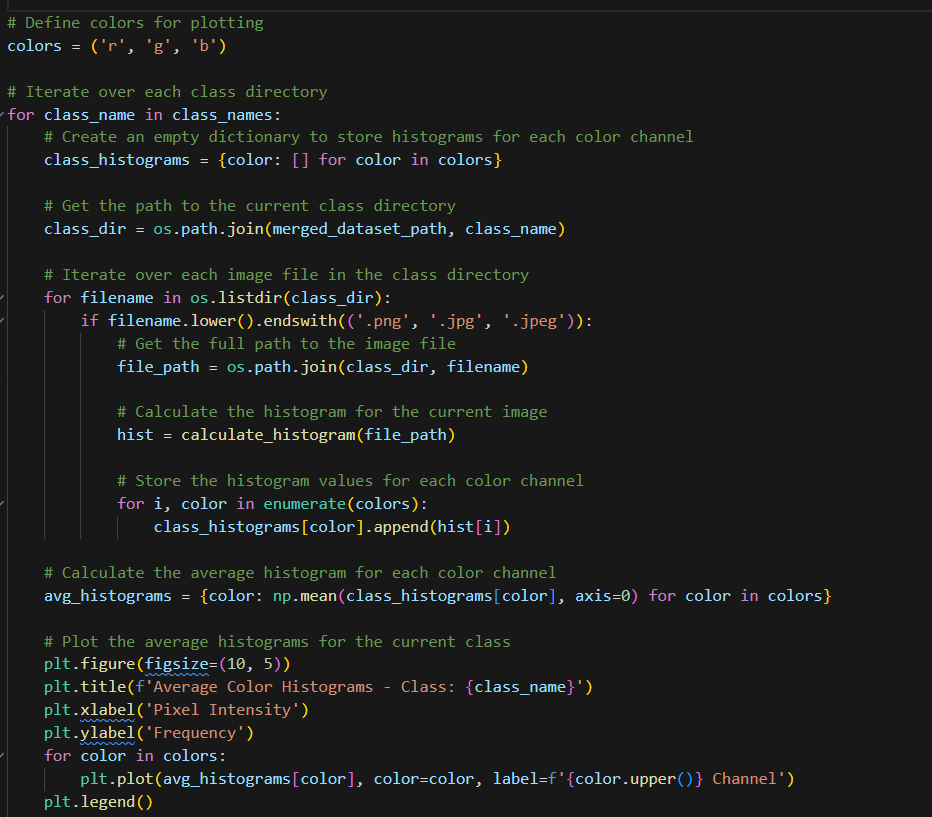 # Define colors for plotting
colors = ('r', 'g', 'b')
# Iterate over each class directory
for class_name in class_names:
    # Create an empty dictionary to store histograms for each color channel
    class_histograms = {color: [] for color in colors}
    # Get the path to the current class directory
    class_dir = os.path.join(merged_dataset_path, class_name)
    # Iterate over each image file in the class directory
    for filename in os.listdir(class_dir):
        if filename.lower().endswith(('.png', '.jpg', '.jpeg')):
            # Get the full path to the image file
            file_path = os.path.join(class_dir, filename)
            # Calculate the histogram for the current image
            hist = calculate_histogram(file_path)
            # Store the histogram values for each color channel
            for i, color in enumerate(colors):
                class_histograms[color].append(hist[i])
    # Calculate the average histogram for each color channel
    avg_histograms = {color: np.mean(class_histograms[color], axis=0) for color in colors}
    # Plot the average histograms for the current class
    plt.figure(figsize=(10, 5))
    plt.title(f'Average Color Histograms - Class: {class_name}')
    plt.xlabel('Pixel Intensity')
    plt.ylabel('Frequency')
    for color in colors:
        plt.plot(avg_histograms[color], color=color, label=f'{color.upper()} Channel')
    plt.legend()